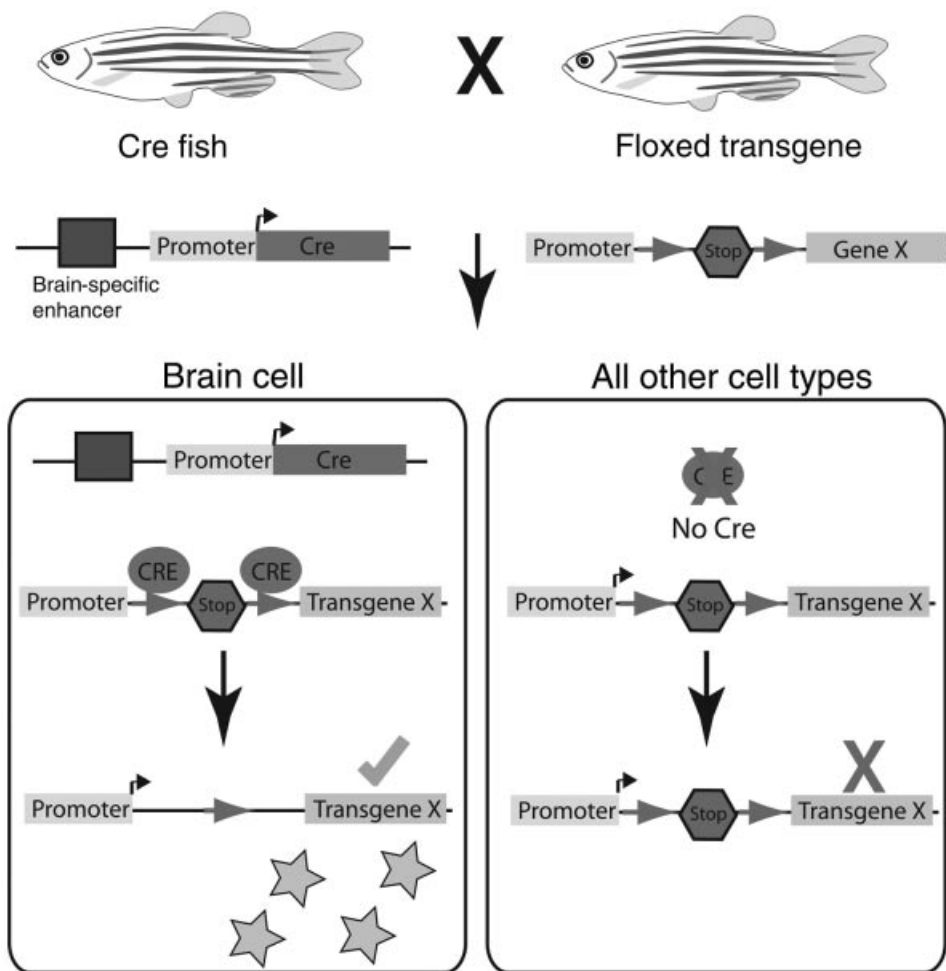 X
Cre fish
Floxed transgene
Promoter Cre
Brain-specific
enhancer
Promoter Stop Gene X
Brain cell
Promoter Cre
CRE CRE
Promoter Stop Transgene X
Promoter Transgene X
All other cell types
CRE
No Cre
Promoter Stop Transgene X
X
Promoter Stop Transgene X